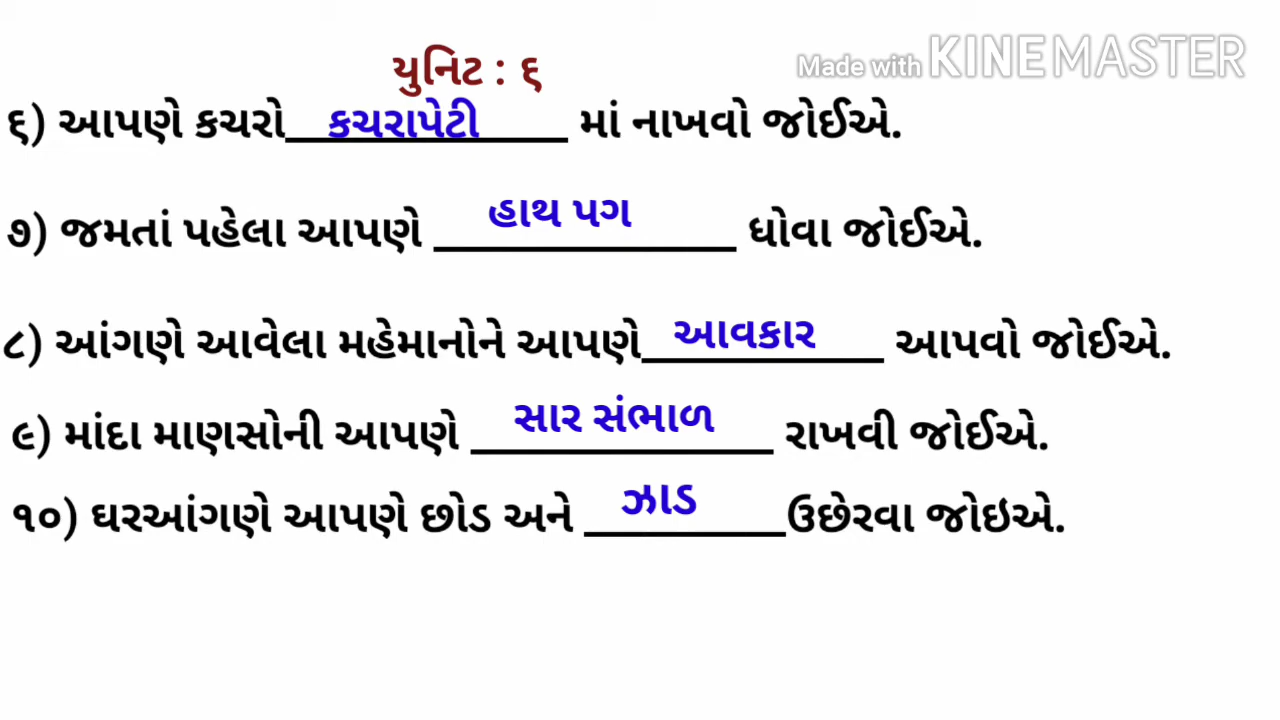 યુનિટ : ૬
Made with KINEMASTER
૬) આપણે કચરો કચરાપેટી માં નાખવો જોઈએ.
૭) જમતાં પહેલા આપણે હાથ પગ ધોવા જોઈએ.
૮) આંગણે આવેલા મહેમાનોને આપણે આવકાર આપવો જોઈએ.
૯) માંદા માણસોની આપણે સાર સંભાળ રાખવી જોઈએ.
૧૦) ઘરઆંગણે આપણે છોડ અને ઝાડ ઉછેરવા જોઇએ.